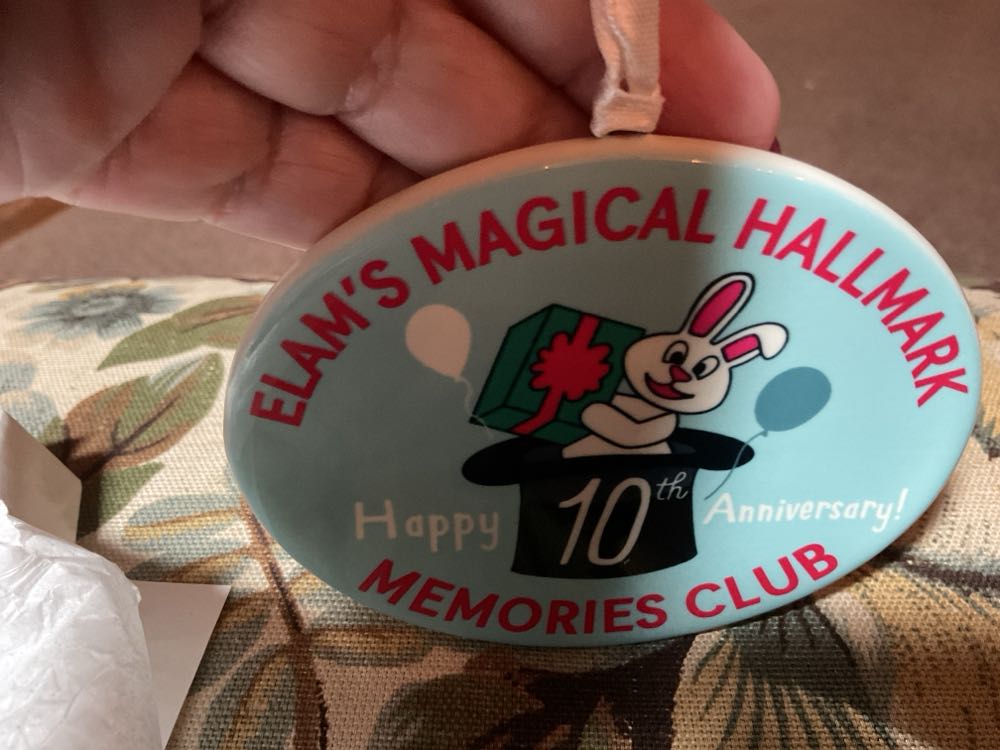 ELAM'S MAGICAL HALLMARK
Happy 10th Anniversary!
MEMORIES CLUB